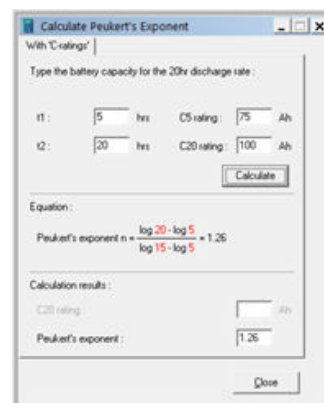 Calculate Peukert's Exponent
With 'C-ratings'
Type the battery capacity for the 20hr discharge rate :
t1 : 5 hrs C5 rating : 75 Ah
t2 : 20 hrs C20 rating : 100 Ah
Calculate
Equation :
log 20 - log 5
Peukert's exponent n = = 1.26
log 15 - log 5
Calculation results :
C20 rating : Ah
Peukert's exponent : 1.26
Close